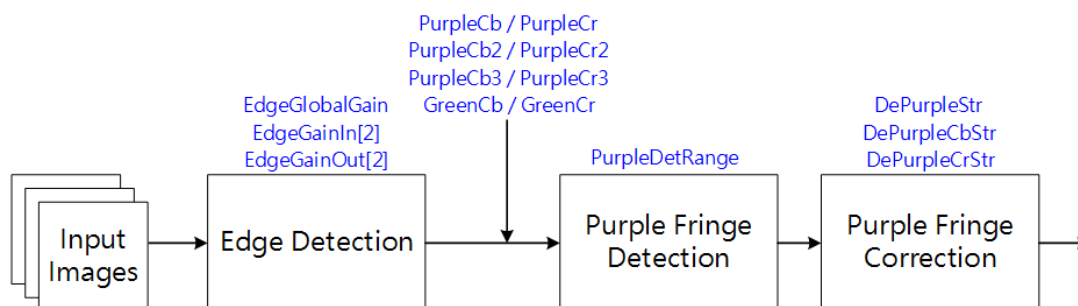 PurpleCb / PurpleCr
PurpleCb2 / PurpleCr2
PurpleCb3 / PurpleCr3
GreenCb / GreenCr
EdgeGlobalGain
EdgeGainIn[2]
EdgeGainOut[2]
PurpleDetRange
DePurpleStr
DePurpleCbStr
DePurpleCrStr
Input
Images
Edge Detection
Purple Fringe
Detection
Purple Fringe
Correction